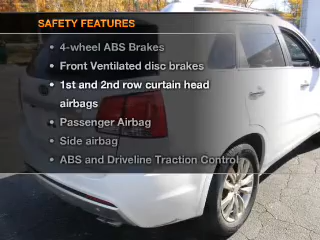 SAFETY FEATURES
• 4-wheel ABS Brakes
• Front Ventilated disc brakes
• 1st and 2nd row curtain head
airbags
• Passenger Airbag
• Side airbag
• ABS and Driveline Traction Control